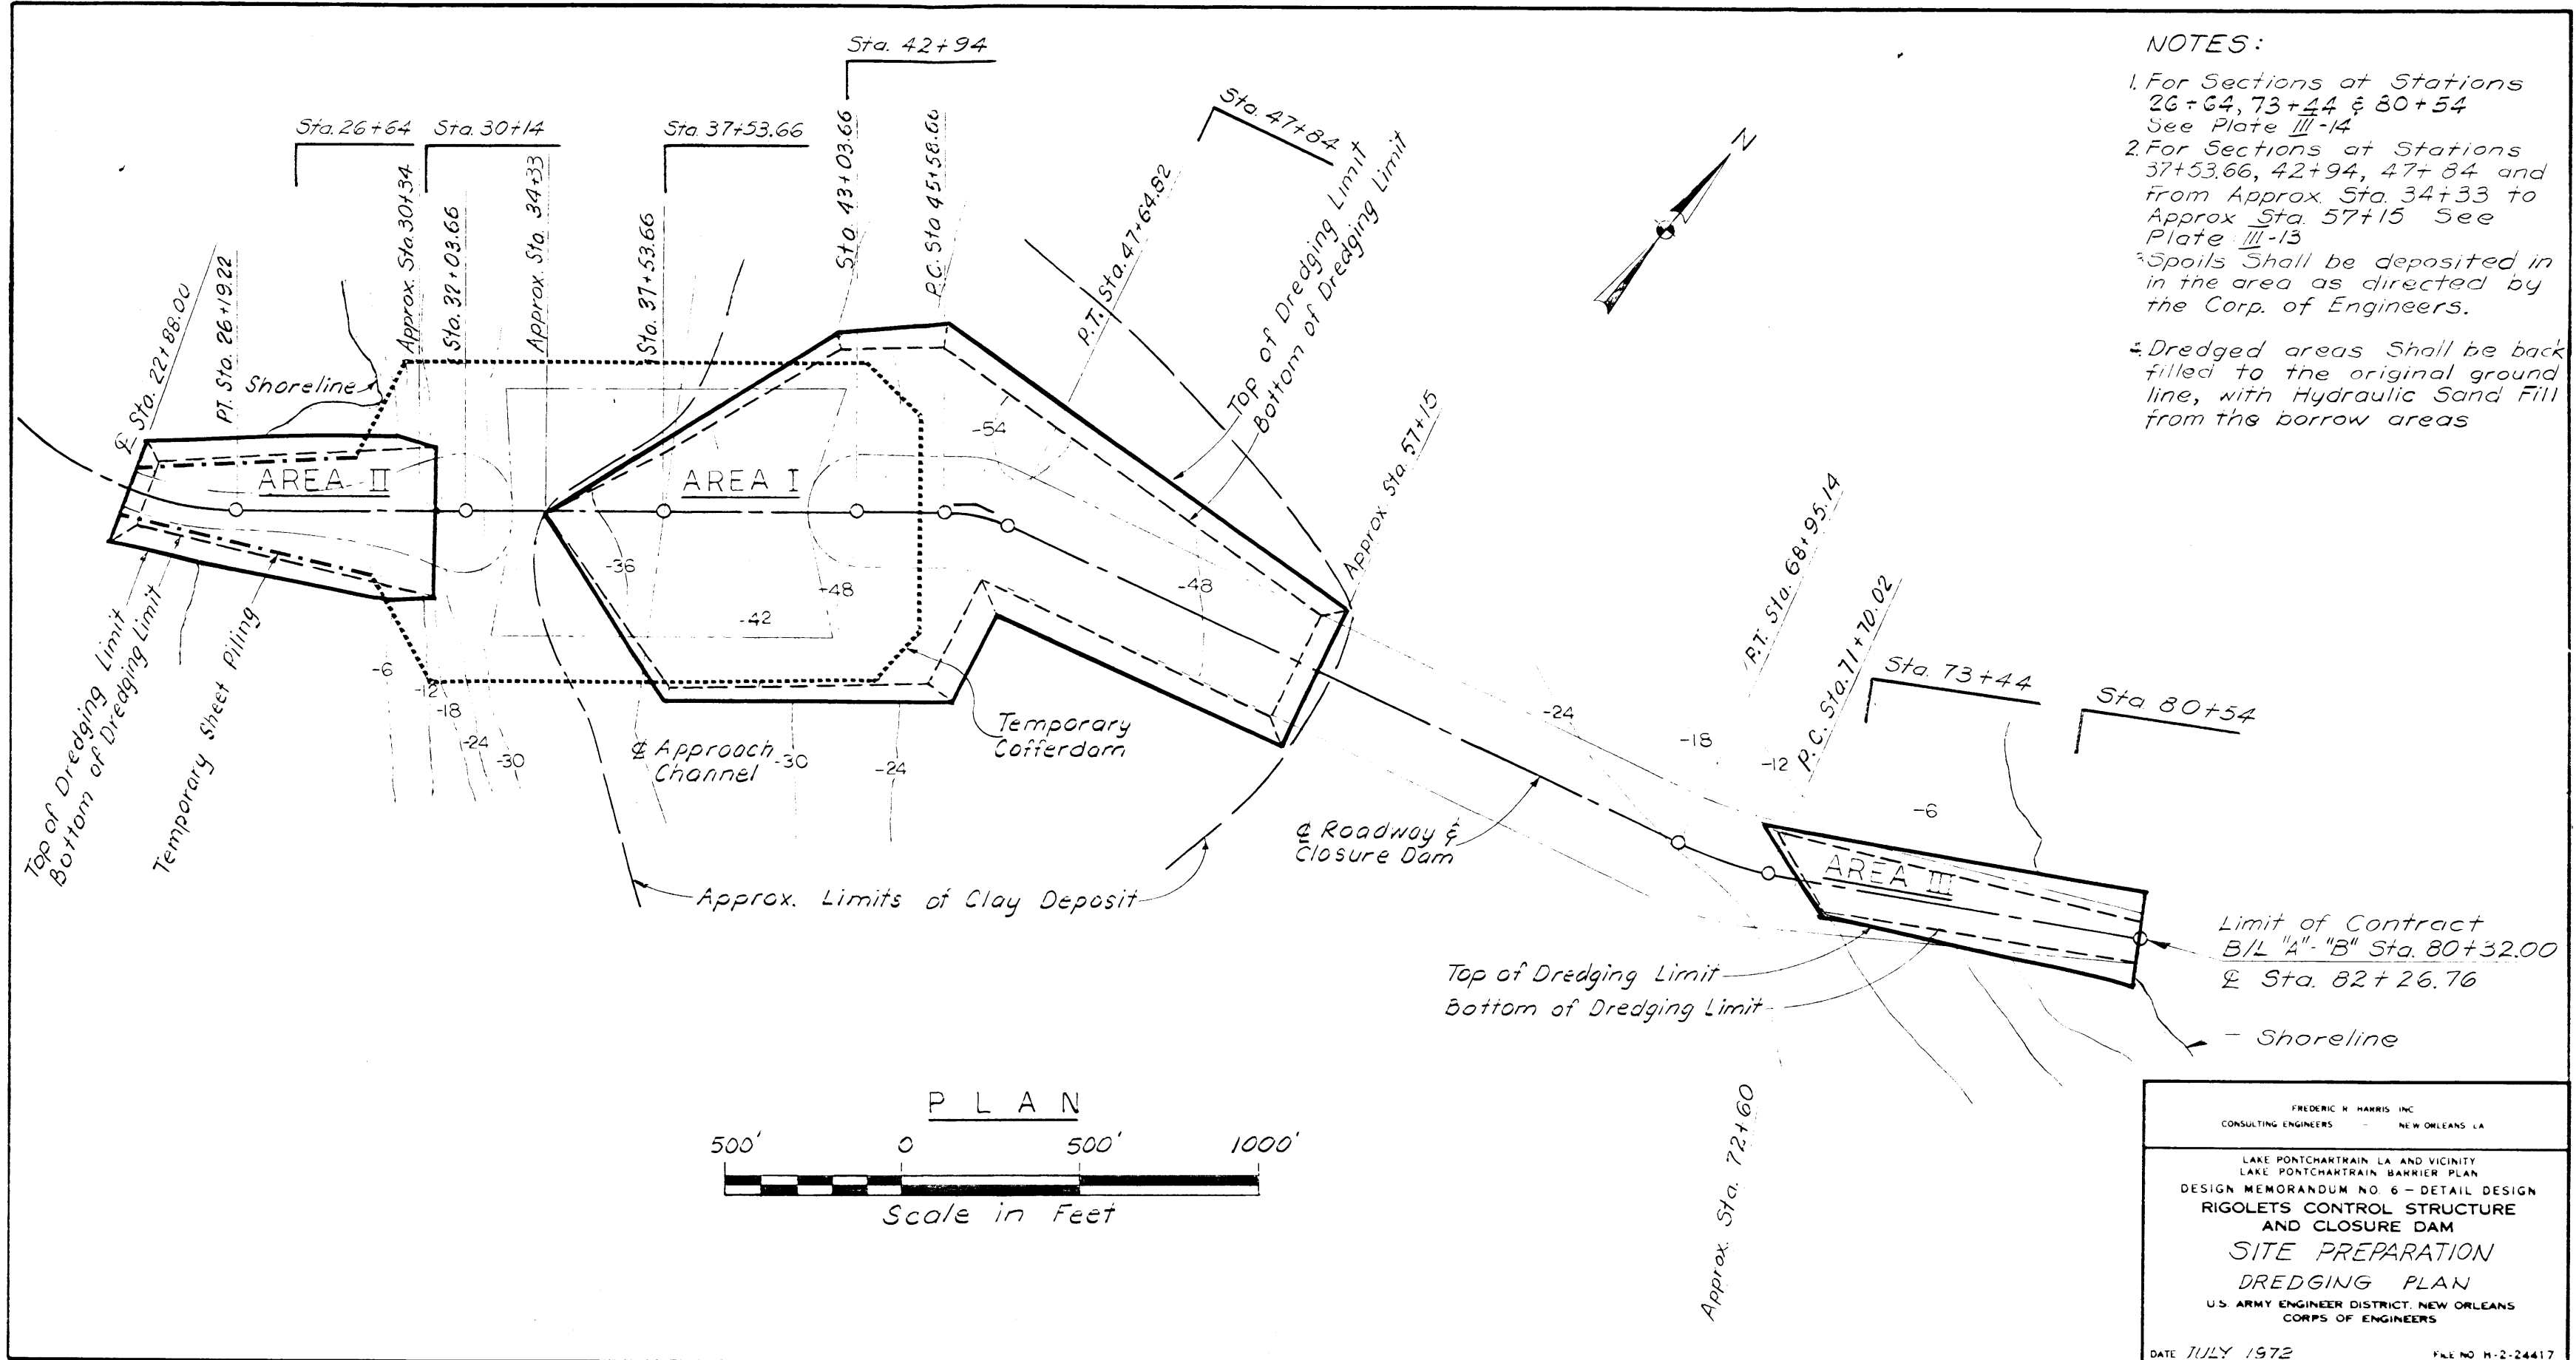 Sta. 42+94
Sta. 26+64
Sta. 30+14
Sta. 37+53.66
Sta. 47+84
℄ Sta. 22+88.00
P.T. Sta. 26+19.22
Approx. Sta. 30+34
Sta. 32+03.66
Approx. Sta. 34+33
Sta. 37+53.66
Sta 43+03.66
P.C. Sta 45+58.66
P.T. Sta. 47+64.82
Top of Dredging Limit
Bottom of Dredging Limit
Approx. Sta. 57+15
N
Shoreline
AREA II
AREA I
-54
-36
-48
-42
-48
-6
-12
-18
-24
-30
-30
-24
Top of Dredging Limit
Bottom of Dredging Limit
Temporary Sheet Piling
℄ Approach
Channel
Temporary
Cofferdam
Approx. Limits of Clay Deposit
℄ Roadway &
Closure Dam
-24
-18
-12
-6
P.T. Sta. 68+95.14
P.C. Sta. 71+70.02
Sta. 73+44
Sta. 80+54
AREA III
Limit of Contract
B/L "A"-"B" Sta. 80+32.00
℄ Sta. 82+26.76
Shoreline
Top of Dredging Limit
Bottom of Dredging Limit
Approx. Sta. 72+60
PLAN
500' 0 500' 1000'
Scale in Feet
NOTES:
1. For Sections at Stations
26+64, 73+44 & 80+54
See Plate III-14
2. For Sections at Stations
37+53.66, 42+94, 47+84 and
From Approx. Sta. 34+33 to
Approx Sta. 57+15 See
Plate III-13
3 Spoils Shall be deposited in
in the area as directed by
the Corp. of Engineers.
4. Dredged areas Shall be back
filled to the original ground
line, with Hydraulic Sand Fill
from the borrow areas
FREDERIC R HARRIS INC
CONSULTING ENGINEERS - NEW ORLEANS LA
LAKE PONTCHARTRAIN LA AND VICINITY
LAKE PONTCHARTRAIN BARRIER PLAN
DESIGN MEMORANDUM NO. 6 – DETAIL DESIGN
RIGOLETS CONTROL STRUCTURE
AND CLOSURE DAM
SITE PREPARATION
DREDGING PLAN
U.S. ARMY ENGINEER DISTRICT, NEW ORLEANS
CORPS OF ENGINEERS
DATE JULY 1972 FILE NO H-2-24417